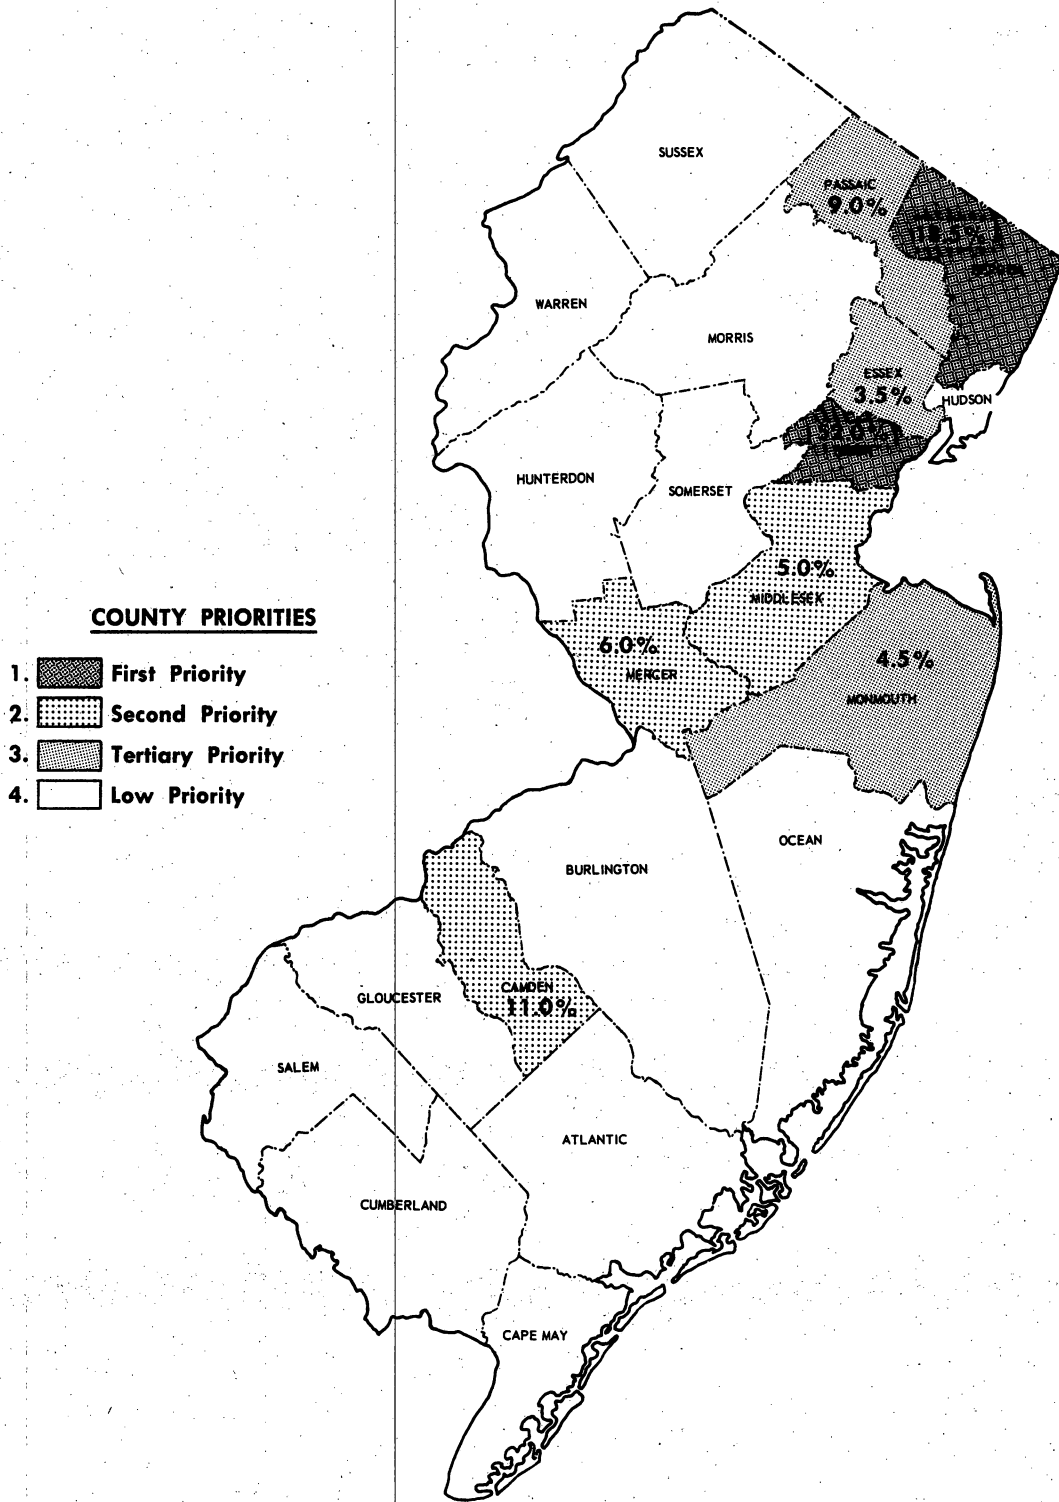 SUSSEX
PASSAIC
9.0%
WARREN
MORRIS
ESSEX
3.5%
HUDSON
HUNTERDON
SOMERSET
5.0%
MIDDLESEX
COUNTY PRIORITIES
1. First Priority
2. Second Priority
3. Tertiary Priority
4. Low Priority
6.0%
MERCER
4.5%
MONMOUTH
OCEAN
BURLINGTON
CAMDEN
11.0%
GLOUCESTER
SALEM
ATLANTIC
CUMBERLAND
CAPE MAY